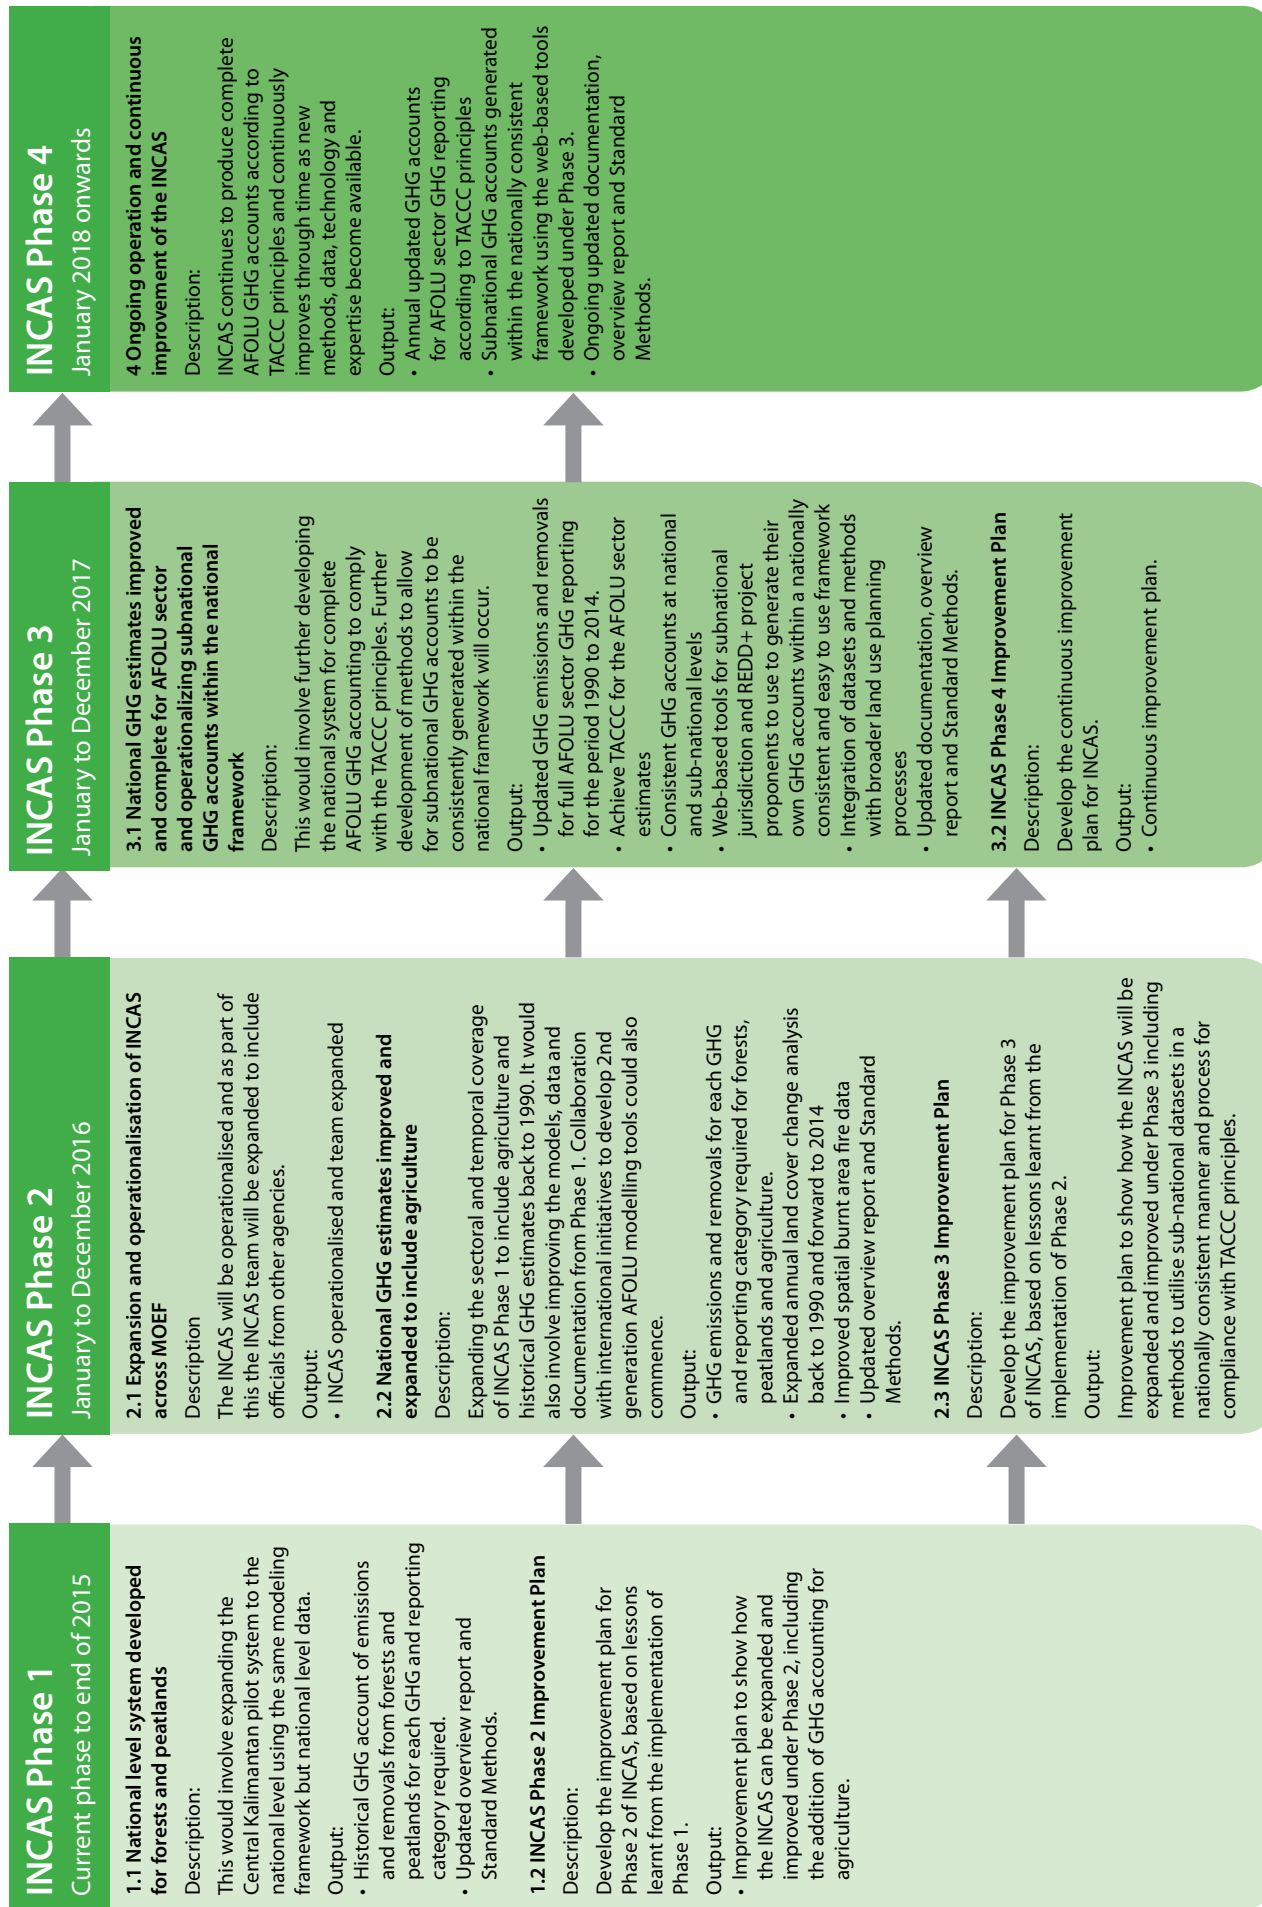 INCAS Phase 1
Current phase to end of 2015
1.1 National level system developed
for forests and peatlands
Description:
This would involve expanding the
Central Kalimantan pilot system to the
national level using the same modeling
framework but national level data.
Output:
• Historical GHG account of emissions
and removals from forests and
peatlands for each GHG and reporting
category required.
• Updated overview report and
Standard Methods.
1.2 INCAS Phase 2 Improvement Plan
Description:
Develop the improvement plan for
Phase 2 of INCAS, based on lessons
learnt from the implementation of
Phase 1.
Output:
• Improvement plan to show how
the INCAS can be expanded and
improved under Phase 2, including
the addition of GHG accounting for
agriculture.
INCAS Phase 2
January to December 2016
2.1 Expansion and operationalisation of INCAS
across MOEF
Description
The INCAS will be operationalised and as part of
this the INCAS team will be expanded to include
officials from other agencies.
Output:
• INCAS operationalised and team expanded
2.2 National GHG estimates improved and
expanded to include agriculture
Description:
Expanding the sectoral and temporal coverage
of INCAS Phase 1 to include agriculture and
historical GHG estimates back to 1990. It would
also involve improving the models, data and
documentation from Phase 1. Collaboration
with international initiatives to develop 2nd
generation AFOLU modelling tools could also
commence.
Output:
• GHG emissions and removals for each GHG
and reporting category required for forests,
peatlands and agriculture.
• Expanded annual land cover change analysis
back to 1990 and forward to 2014
• Improved spatial burnt area fire data
• Updated overview report and Standard
Methods.
2.3 INCAS Phase 3 Improvement Plan
Description:
Develop the improvement plan for Phase 3
of INCAS, based on lessons learnt from the
implementation of Phase 2.
Output:
Improvement plan to show how the INCAS will be
expanded and improved under Phase 3 including
methods to utilise sub-national datasets in a
nationally consistent manner and process for
compliance with TACCC principles.
INCAS Phase 3
January to December 2017
3.1 National GHG estimates improved
and complete for AFOLU sector
and operationalizing subnational
GHG accounts within the national
framework
Description:
This would involve further developing
the national system for complete
AFOLU GHG accounting to comply
with the TACCC principles. Further
development of methods to allow
for subnational GHG accounts to be
consistently generated within the
national framework will occur.
Output:
• Updated GHG emissions and removals
for full AFOLU sector GHG reporting
for the period 1990 to 2014.
• Achieve TACCC for the AFOLU sector
estimates
• Consistent GHG accounts at national
and sub-national levels
• Web-based tools for subnational
jurisdiction and REDD+ project
proponents to use to generate their
own GHG accounts within a nationally
consistent and easy to use framework
• Integration of datasets and methods
with broader land use planning
processes
• Updated documentation, overview
report and Standard Methods.
3.2 INCAS Phase 4 Improvement Plan
Description:
Develop the continuous improvement
plan for INCAS.
Output:
• Continuous improvement plan.
INCAS Phase 4
January 2018 onwards
4 Ongoing operation and continuous
improvement of the INCAS
Description:
INCAS continues to produce complete
AFOLU GHG accounts according to
TACCC principles and continuously
improves through time as new
methods, data, technology and
expertise become available.
Output:
• Annual updated GHG accounts
for AFOLU sector GHG reporting
according to TACCC principles
• Subnational GHG accounts generated
within the nationally consistent
framework using the web-based tools
developed under Phase 3.
• Ongoing updated documentation,
overview report and Standard
Methods.